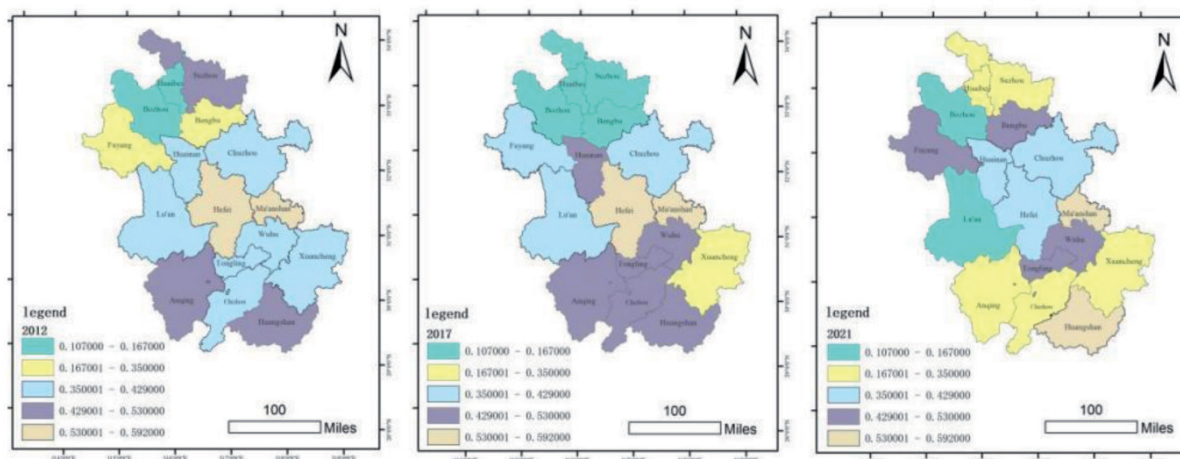 N
Suzhou
Huaibei
Bozhou
Bengbu
Fuyang
Huainan
Chuzhou
Lu'an
Hefei
Ma'anshan
Wuhu
Xuancheng
Tongling
Anqing
Chizhou
Huangshan
legend
2012
0.107000 - 0.167000
0.167001 - 0.350000
0.350001 - 0.429000
0.429001 - 0.530000
0.530001 - 0.592000
100
Miles
N
Suzhou
Huaibei
Bozhou
Bengbu
Fuyang
Huainan
Chuzhou
Lu'an
Hefei
Ma'anshan
Wuhu
Xuancheng
Tongling
Anqing
Chizhou
Huangshan
legend
2017
0.107000 - 0.167000
0.167001 - 0.350000
0.350001 - 0.429000
0.429001 - 0.530000
0.530001 - 0.592000
100
Miles
N
Suzhou
Huaibei
Bozhou
Bengbu
Fuyang
Huainan
Chuzhou
Lu'an
Hefei
Ma'anshan
Wuhu
Xuancheng
Tongling
Anqing
Chizhou
Huangshan
legend
2021
0.107000 - 0.167000
0.167001 - 0.350000
0.350001 - 0.429000
0.429001 - 0.530000
0.530001 - 0.592000
100
Miles